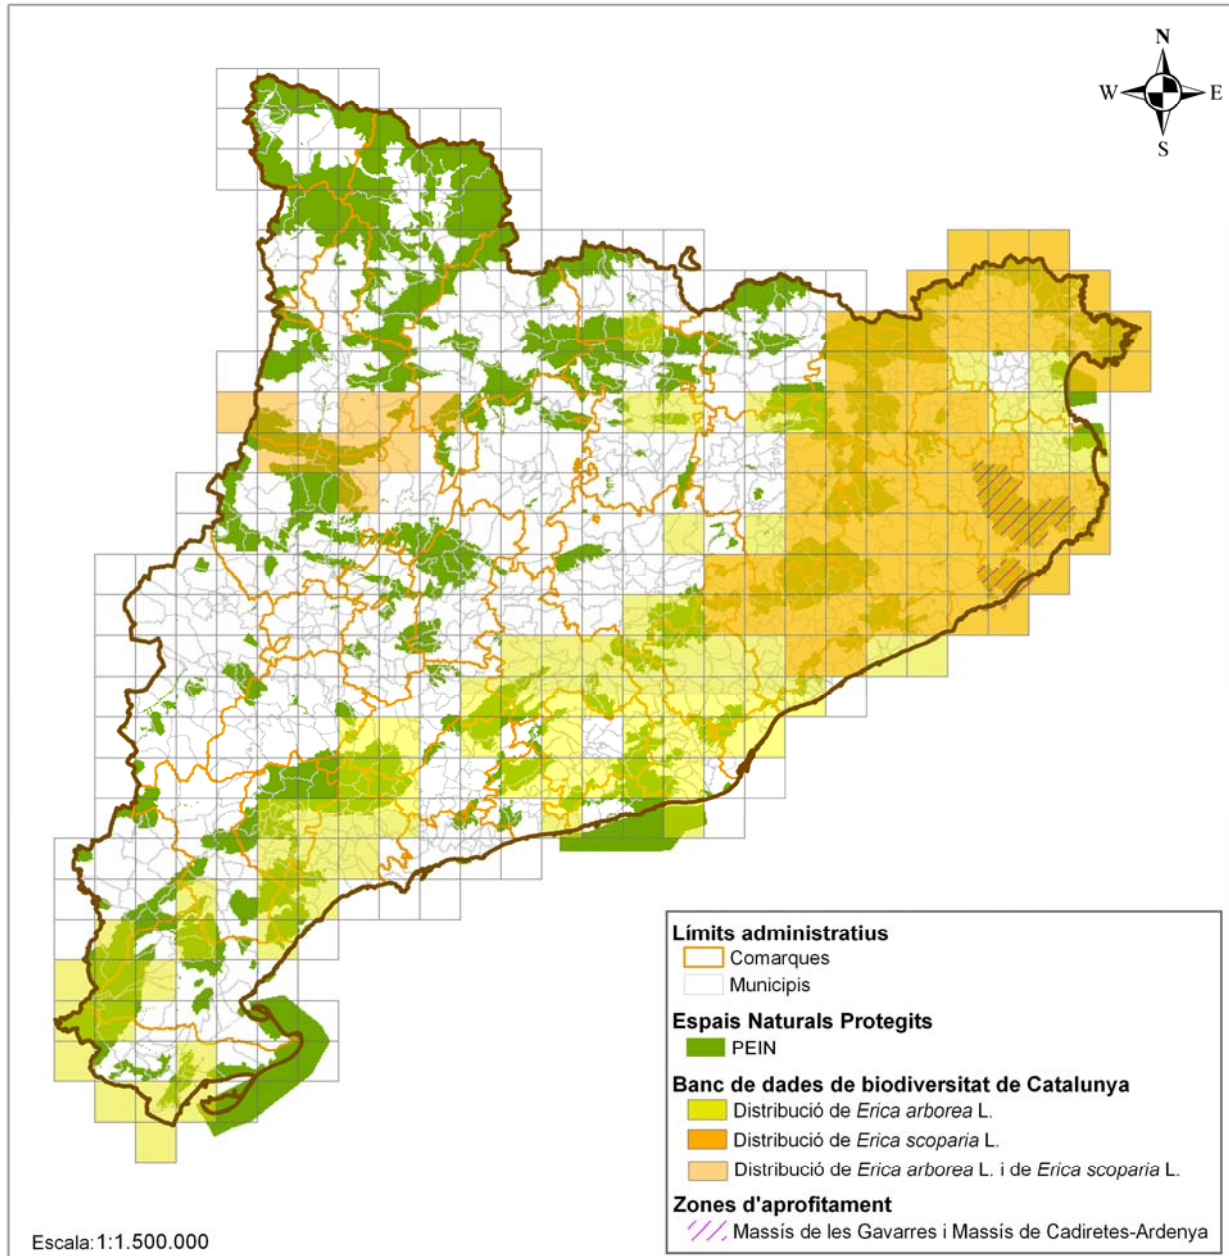 N
W E
S
Límits administratius
Comarques
Municipis
Espais Naturals Protegits
PEIN
Banc de dades de biodiversitat de Catalunya
Distribució de Erica arborea L.
Distribució de Erica scoparia L.
Distribució de Erica arborea L. i de Erica scoparia L.
Zones d'aprofitament
Massís de les Gavarres i Massís de Cadiretes-Ardenya
Escala:1:1.500.000